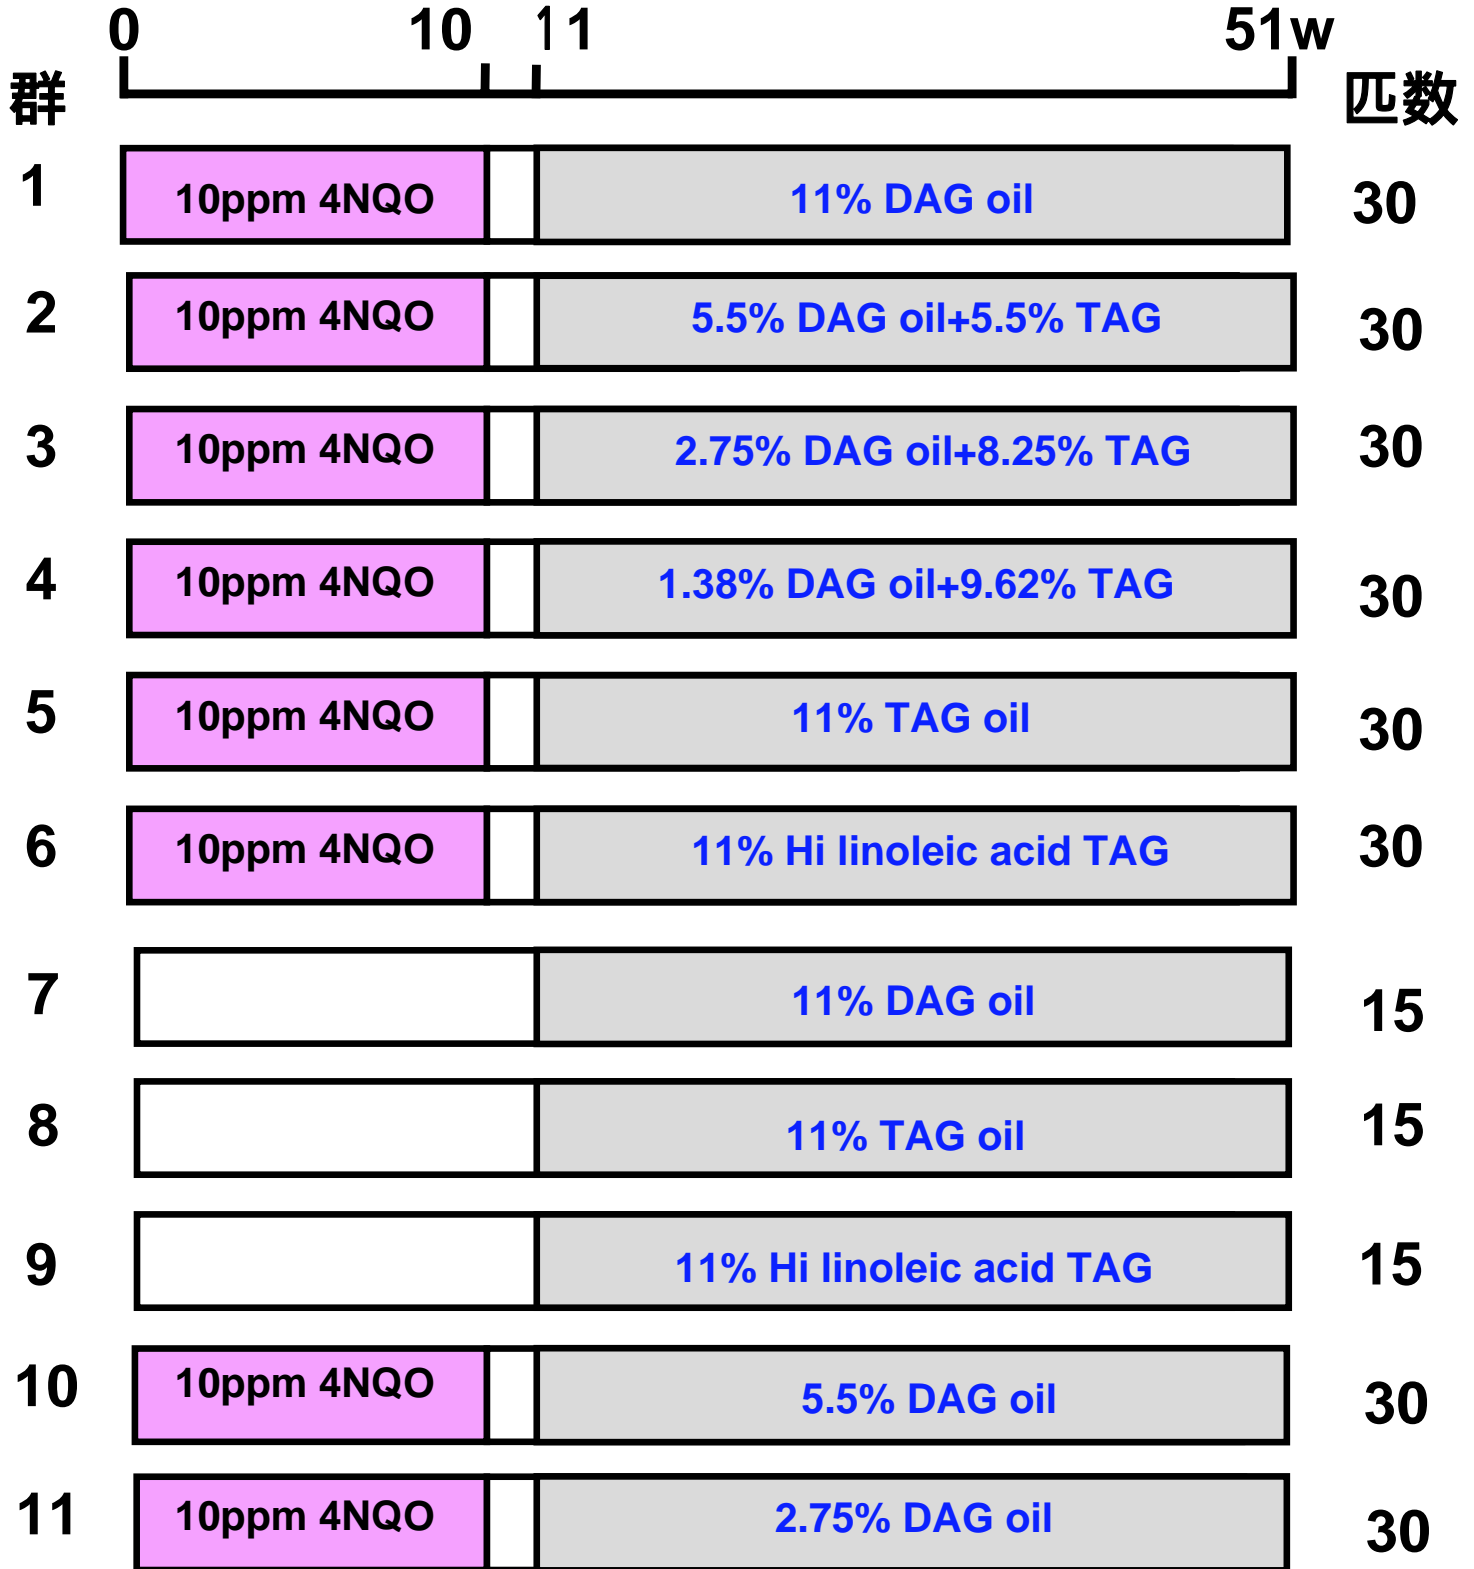 0 10 11 51w
群 匹数
1 10ppm 4NQO 11% DAG oil 30
2 10ppm 4NQO 5.5% DAG oil+5.5% TAG 30
3 10ppm 4NQO 2.75% DAG oil+8.25% TAG 30
4 10ppm 4NQO 1.38% DAG oil+9.62% TAG 30
5 10ppm 4NQO 11% TAG oil 30
6 10ppm 4NQO 11% Hi linoleic acid TAG 30
7 11% DAG oil 15
8 11% TAG oil 15
9 11% Hi linoleic acid TAG 15
10 10ppm 4NQO 5.5% DAG oil 30
11 10ppm 4NQO 2.75% DAG oil 30